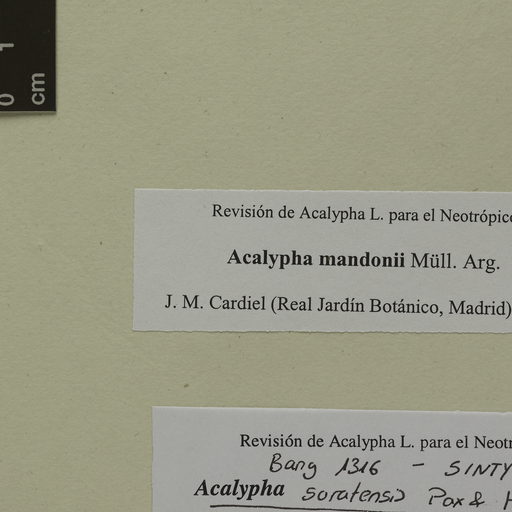 0 1
cm
Revisión de Acalypha L. para el Neotrópico
Acalypha mandonii Müll. Arg.
J. M. Cardiel (Real Jardín Botánico, Madrid)
Revisión de Acalypha L. para el Neotr
Bang 1316 - SINTY
Acalypha soratensis Pax & H